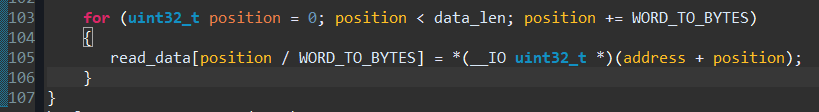 103 for (uint32_t position = 0; position < data_len; position += WORD_TO_BYTES)
104 {
105 read_data[position / WORD_TO_BYTES] = *(__IO uint32_t *)(address + position);
106 }
107 }